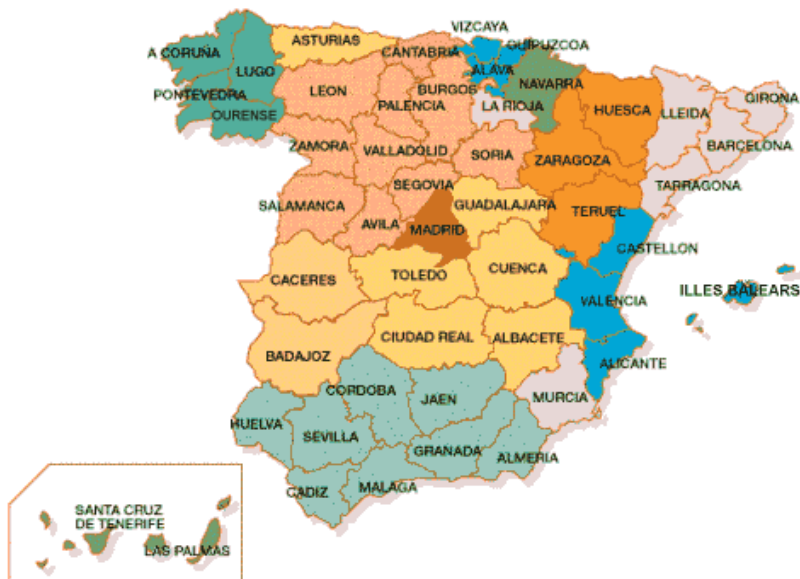 VIZCAYA
ASTURIAS
A CORUÑA
CANTABRIA
GUIPUZCOA
LUGO
ALAVA
LEON
BURGOS
NAVARRA
PONTEVEDRA
PALENCIA
LA RIOJA
HUESCA
LLEIDA
GIRONA
OURENSE
ZAMORA
VALLADOLID
SORIA
ZARAGOZA
BARCELONA
SEGOVIA
TARRAGONA
SALAMANCA
AVILA
MADRID
GUADALAJARA
TERUEL
CASTELLON
CACERES
TOLEDO
CUENCA
ILLES BALEARS
VALENCIA
CIUDAD REAL
ALBACETE
BADAJOZ
ALICANTE
CORDOBA
JAEN
MURCIA
HUELVA
SEVILLA
GRANADA
ALMERIA
CADIZ
MALAGA
SANTA CRUZ
DE TENERIFE
LAS PALMAS